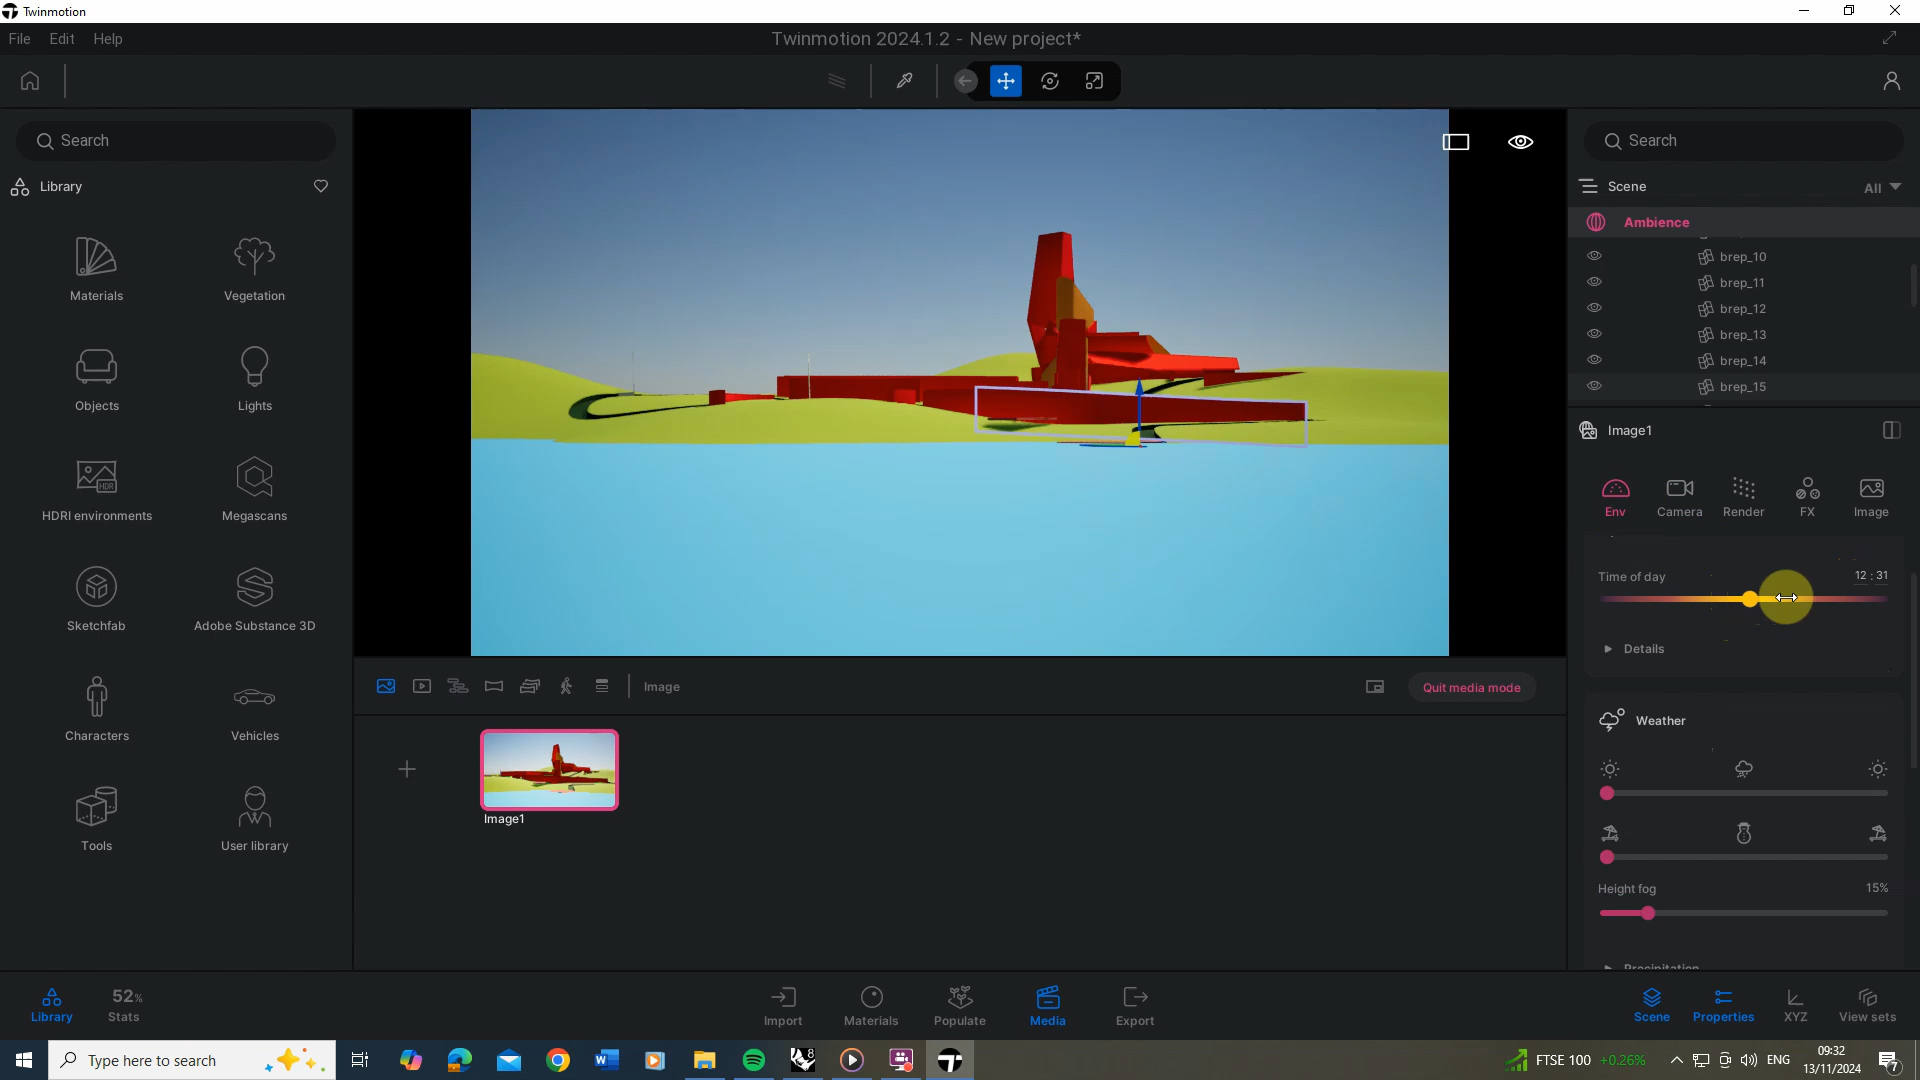 Twinmotion
File Edit Help
Twinmotion 2024.1.2 - New project*
Search
Library
Materials
Vegetation
Objects
Lights
HDR
HDRI environments
Megascans
Sketchfab
Adobe Substance 3D
Characters
Vehicles
Tools
User library
Image
Quit media mode
Image1
Search
Scene
All
Ambience
brep_10
brep_11
brep_12
brep_13
brep_14
brep_15
Image1
Env
Camera
Render
FX
Image
Time of day
12 : 31
Details
Weather
Height fog
15%
Precipitation
Library
52%
Stats
Import
Materials
Populate
Media
Export
Scene
Properties
XYZ
View sets
Type here to search
8
FTSE 100 +0.26%
ENG
09:32
13/11/2024
7